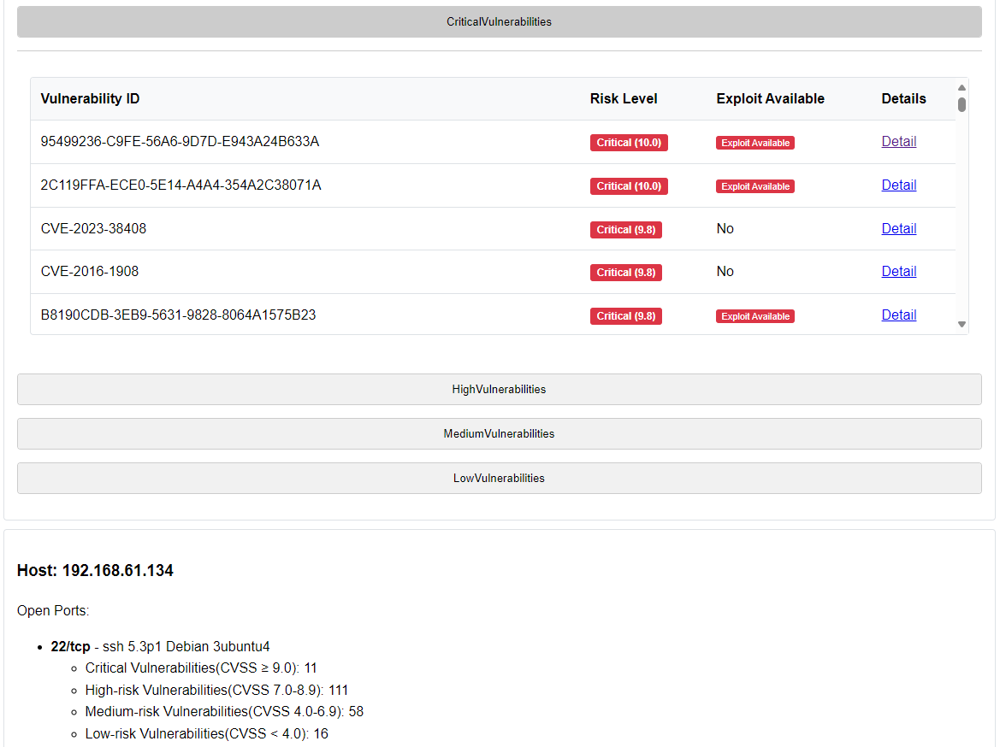 CriticalVulnerabilities
Vulnerability ID Risk Level Exploit Available Details
95499236-C9FE-56A6-9D7D-E943A24B633A Critical (10.0) Exploit Available Detail
2C119FFA-ECE0-5E14-A4A4-354A2C38071A Critical (10.0) Exploit Available Detail
CVE-2023-38408 Critical (9.8) No Detail
CVE-2016-1908 Critical (9.8) No Detail
B8190CDB-3EB9-5631-9828-8064A1575B23 Critical (9.8) Exploit Available Detail
HighVulnerabilities
MediumVulnerabilities
LowVulnerabilities
Host: 192.168.61.134
Open Ports:
22/tcp - ssh 5.3p1 Debian 3ubuntu4
Critical Vulnerabilities(CVSS ≥ 9.0): 11
High-risk Vulnerabilities(CVSS 7.0-8.9): 111
Medium-risk Vulnerabilities(CVSS 4.0-6.9): 58
Low-risk Vulnerabilities(CVSS < 4.0): 16